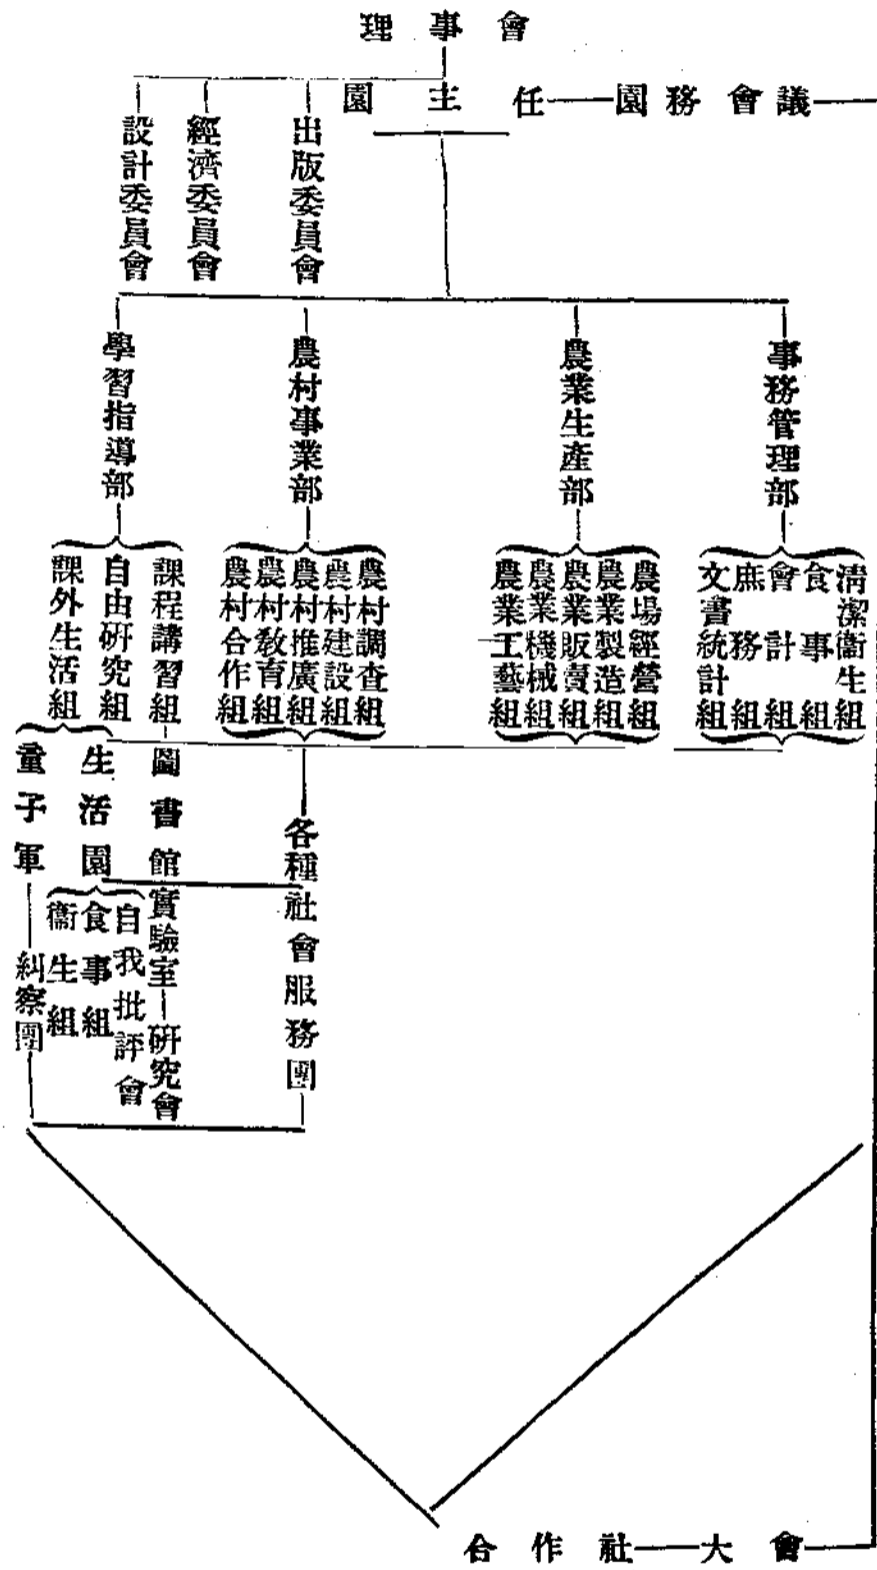 理事會
園主任
園務會議
出版委員會
經濟委員會
設計委員會
事務管理部
農業生產部
農村事業部
學習指導部
清潔衞生組
食事組
會計組
庶務組
文書統計組
農場經營組
農業製造組
農業販賣組
農業機械組
農業工藝組
農村調查組
農村建設組
農村推廣組
農村敎育組
農村合作組
課程講習組
自由硏究組
課外生活組
圖書館
實驗室
硏究會
生活園
童子軍
自我批評會
食事組
衞生組
糾察團
各種社會服務團
合作社
大會